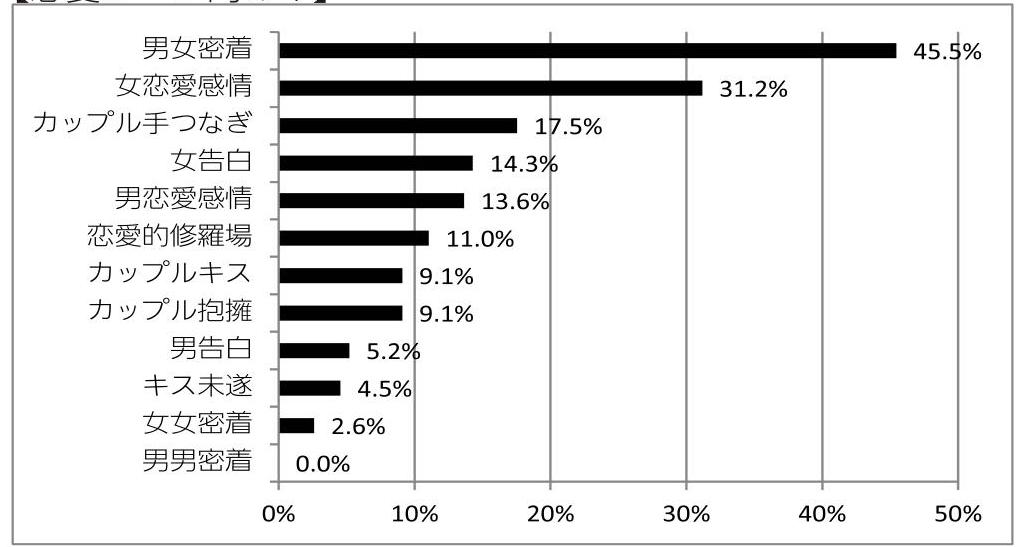 男女密着 45.5%
女恋愛感情 31.2%
カップル手つなぎ 17.5%
女告白 14.3%
男恋愛感情 13.6%
恋愛的修羅場 11.0%
カップルキス 9.1%
カップル抱擁 9.1%
男告白 5.2%
キス未遂 4.5%
女女密着 2.6%
男男密着 0.0%
0% 10% 20% 30% 40% 50%